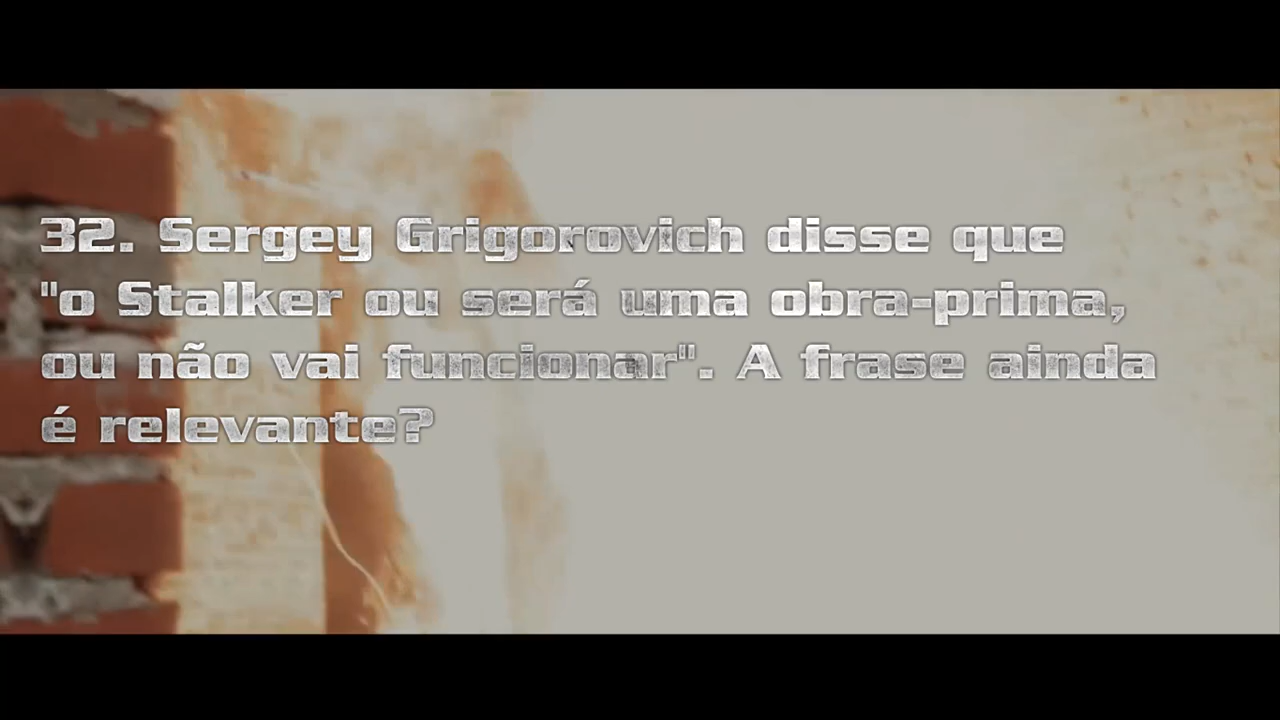 32. Sergey Grigorovich disse que
"o Stalker ou será uma obra-prima,
ou não vai funcionar". A frase ainda
é relevante?